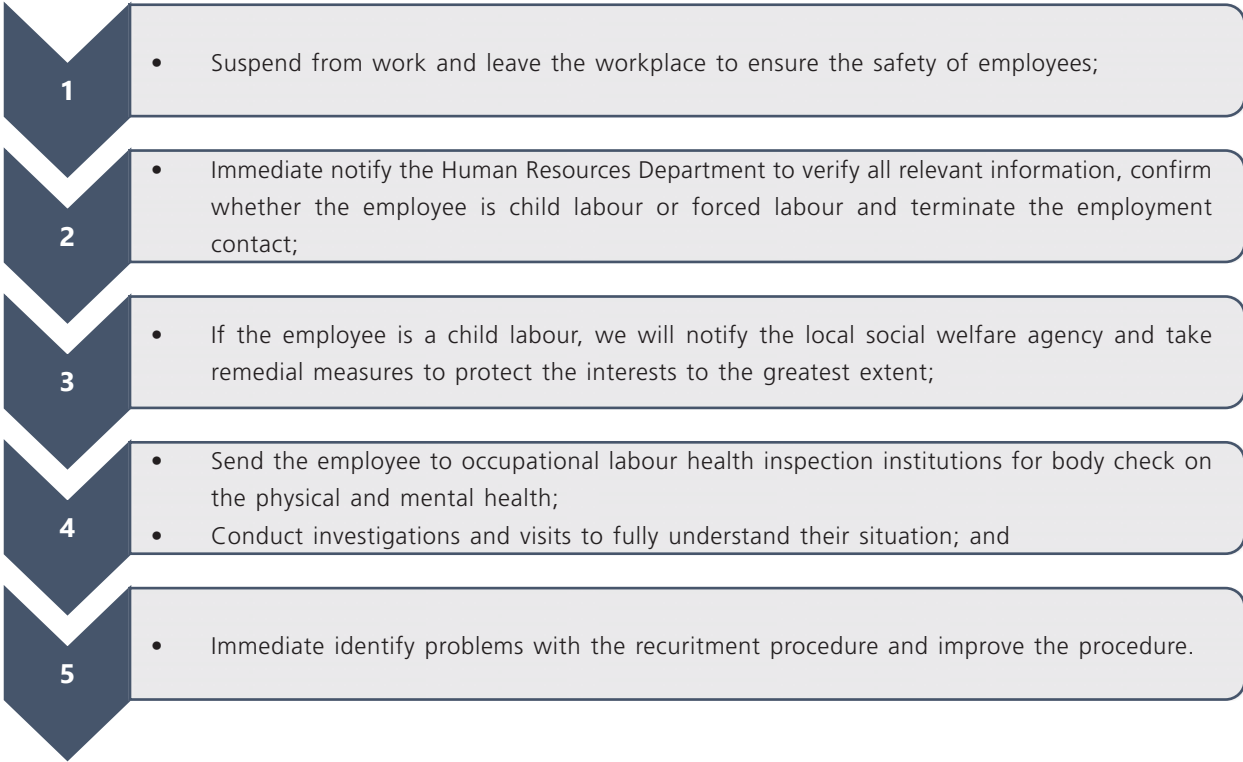 1
• Suspend from work and leave the workplace to ensure the safety of employees;
2
• Immediate notify the Human Resources Department to verify all relevant information, confirm
whether the employee is child labour or forced labour and terminate the employment
contact;
3
• If the employee is a child labour, we will notify the local social welfare agency and take
remedial measures to protect the interests to the greatest extent;
4
• Send the employee to occupational labour health inspection institutions for body check on
the physical and mental health;
• Conduct investigations and visits to fully understand their situation; and
5
• Immediate identify problems with the recuritment procedure and improve the procedure.